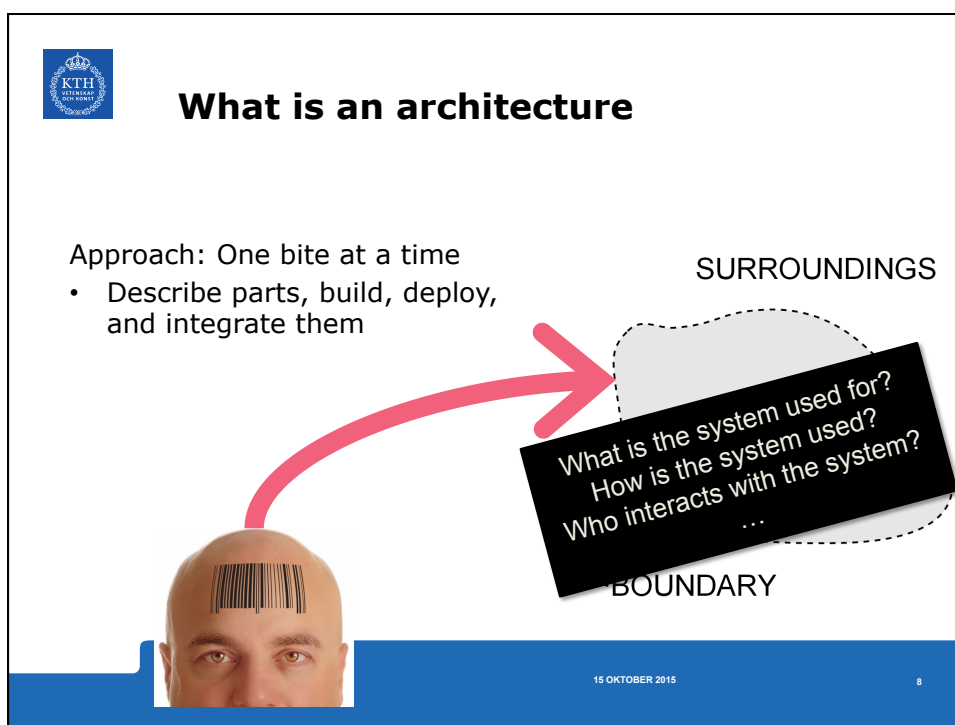 KTH
VETENSKAP
OCH KONST
What is an architecture
Approach: One bite at a time
• Describe parts, build, deploy,
and integrate them
SURROUNDINGS
What is the system used for?
How is the system used?
Who interacts with the system?
…
BOUNDARY
15 OKTOBER 2015
8